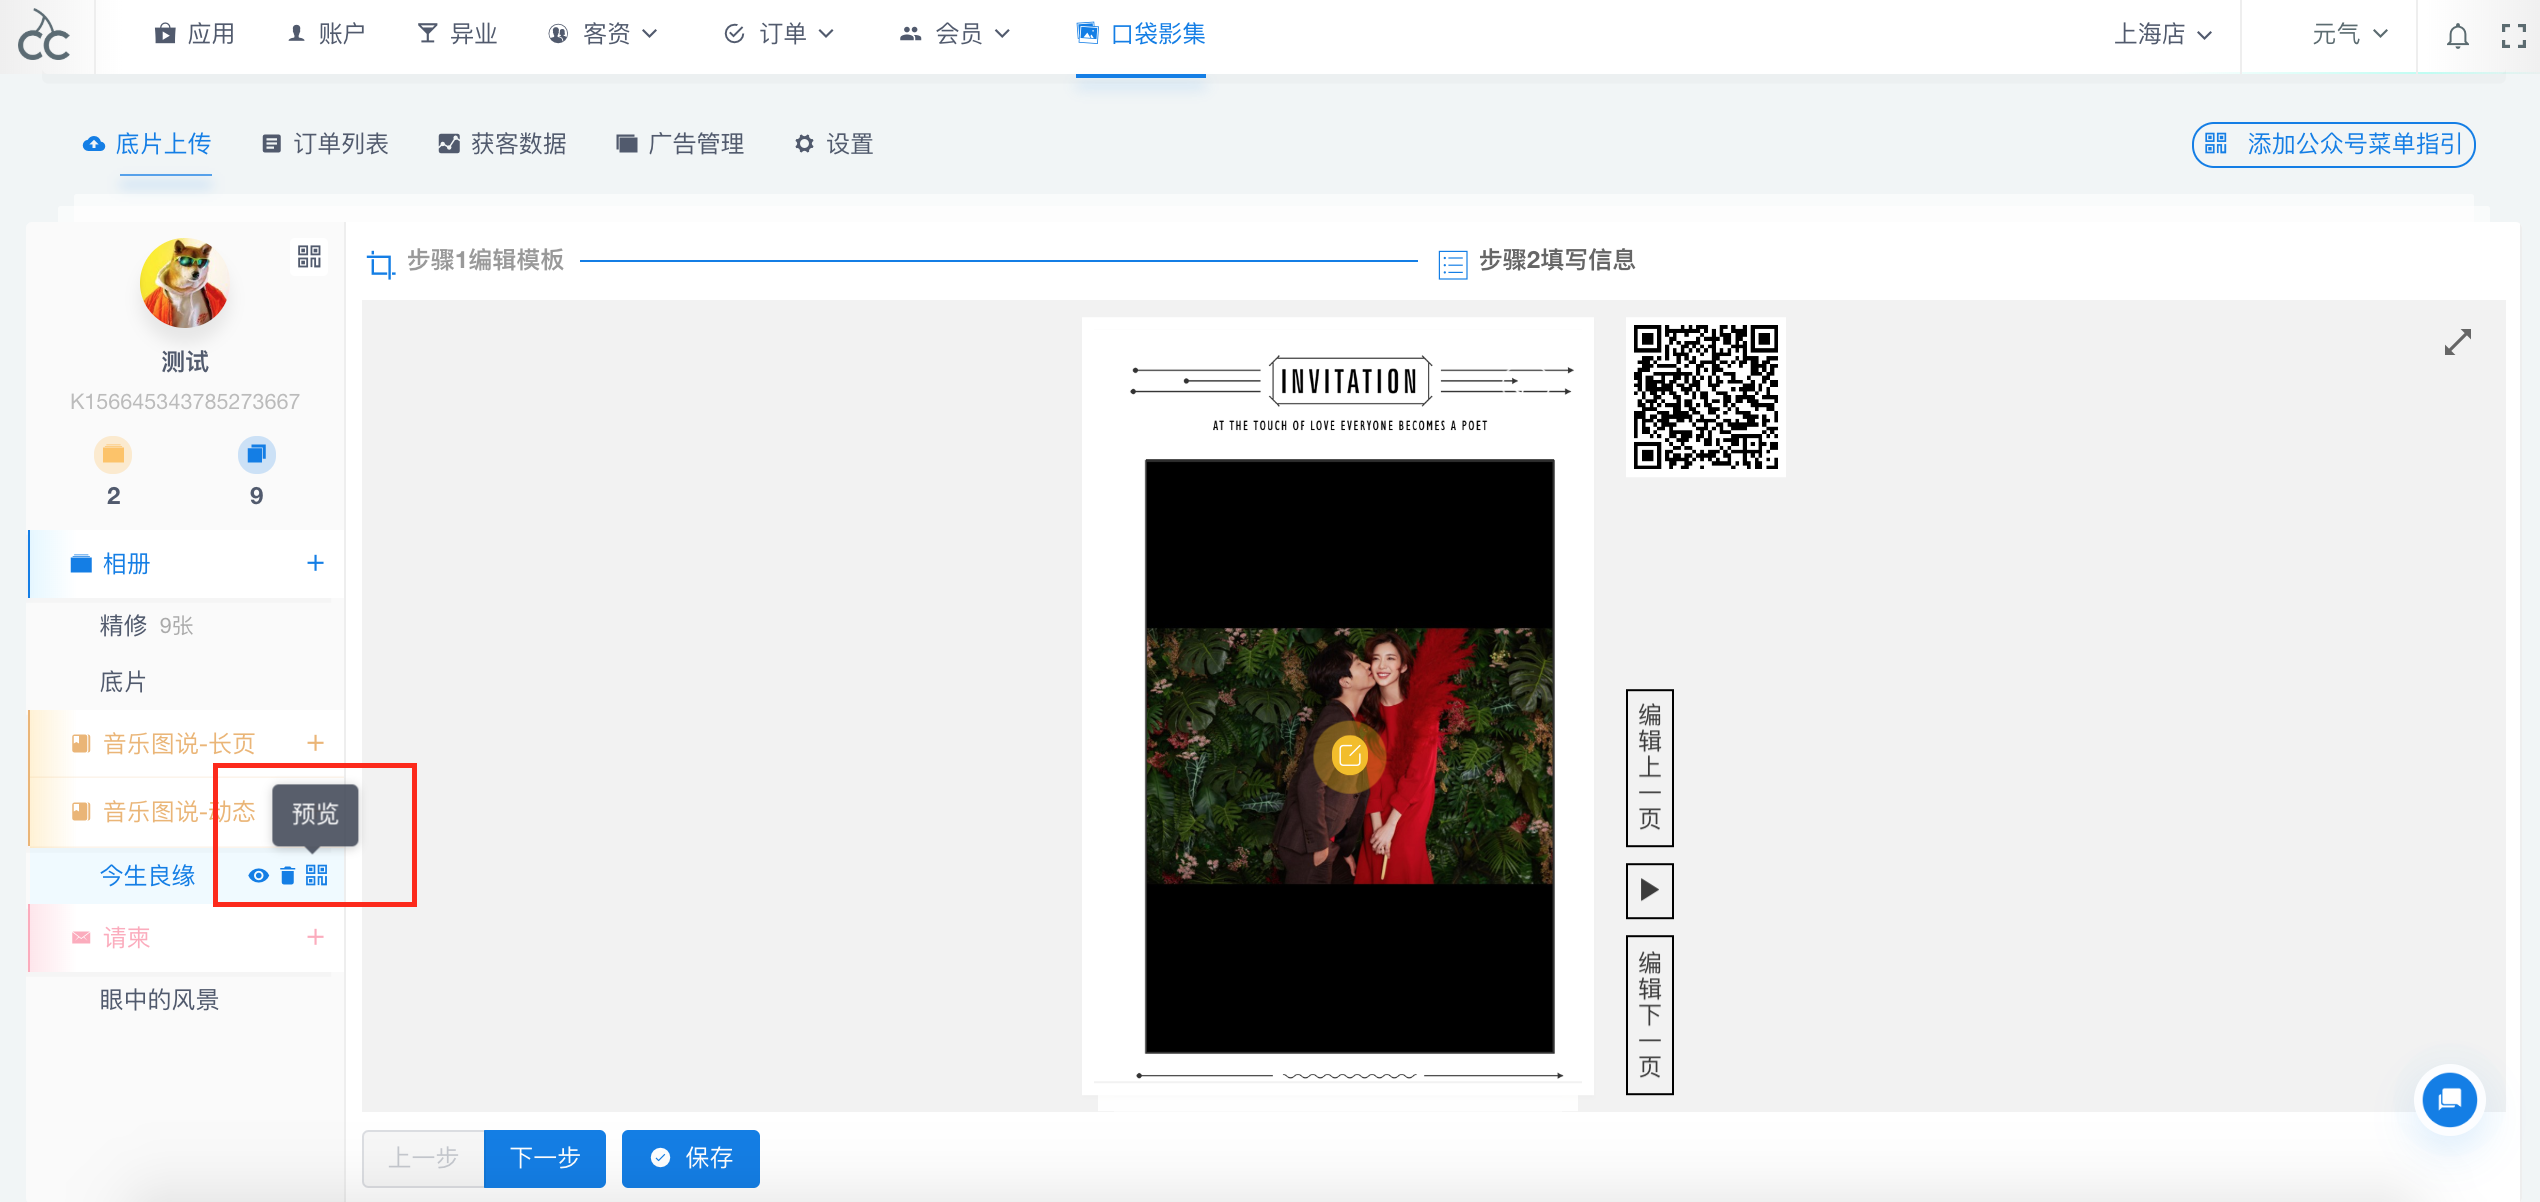 CC
应用
账户
异业
客资
订单
会员
口袋影集
上海店
元气
底片上传
订单列表
获客数据
广告管理
设置
添加公众号菜单指引
测试
K156645343785273667
2
9
相册
精修 9张
底片
音乐图说-长页
音乐图说-动态
预览
今生良缘
请柬
眼中的风景
步骤1编辑模板
步骤2填写信息
INVITATION
AT THE TOUCH OF LOVE EVERYONE BECOMES A POET
编辑上一页
编辑下一页
上一步
下一步
保存